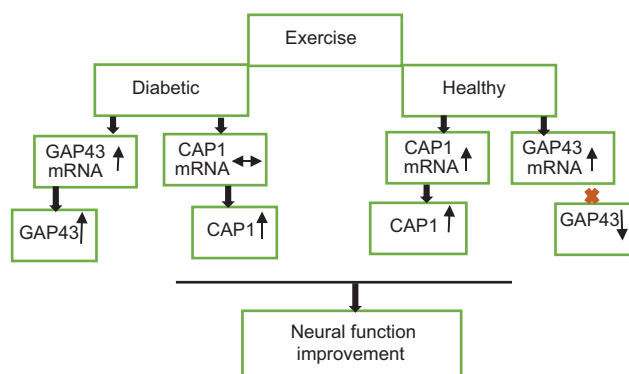 Exercise
Diabetic
Healthy
GAP43
mRNA
CAP1
mRNA
CAP1
mRNA
GAP43
mRNA
GAP43
CAP1
CAP1
GAP43
Neural function
improvement